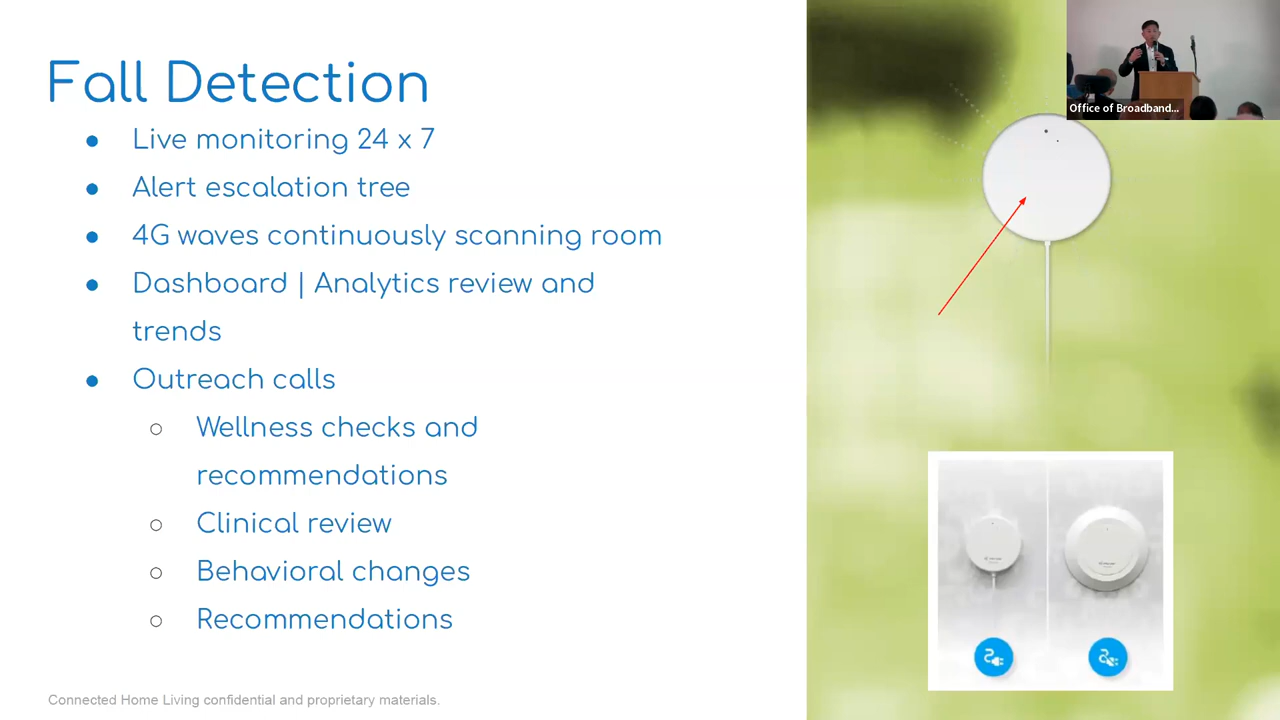 Fall Detection
Live monitoring 24 x 7
Alert escalation tree
4G waves continuously scanning room
Dashboard | Analytics review and
trends
Outreach calls
Wellness checks and
recommendations
Clinical review
Behavioral changes
Recommendations
Connected Home Living confidential and proprietary materials.
Office of Broadband...